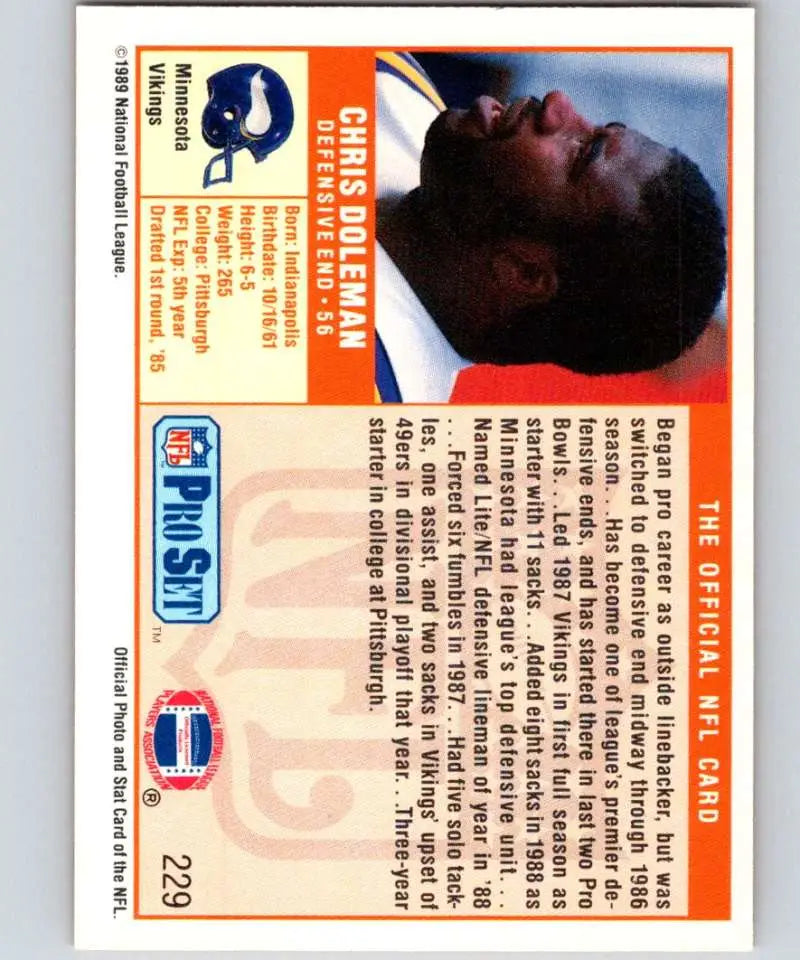 THE OFFICIAL NFL CARD
CHRIS DOLEMAN
DEFENSIVE END • 56
Minnesota
Vikings
Born: Indianapolis
Birthdate: 10/16/61
Height: 6-5
Weight: 265
College: Pittsburgh
NFL Exp: 5th year
Drafted 1st round, '85
Began pro career as outside linebacker, but was
switched to defensive end midway through 1986
season. . . Has become one of league's premier de-
fensive ends, and has started there in last two Pro
Bowls. . .Led 1987 Vikings in first full season as
starter with 11 sacks. . .Added eight sacks in 1988 as
Minnesota had league's top defensive unit. . .
Named Lite/NFL defensive lineman of year in '88
. . .Forced six fumbles in 1987. . .Had five solo tack-
les, one assist, and two sacks in Vikings' upset of
49ers in divisional playoff that year. . .Three-year
starter in college at Pittsburgh.
NFL
NFL PRO SET ™
NATIONAL FOOTBALL LEAGUE
PLAYERS ASSOCIATION
®
229
©1989 National Football League.
Official Photo and Stat Card of the NFL.